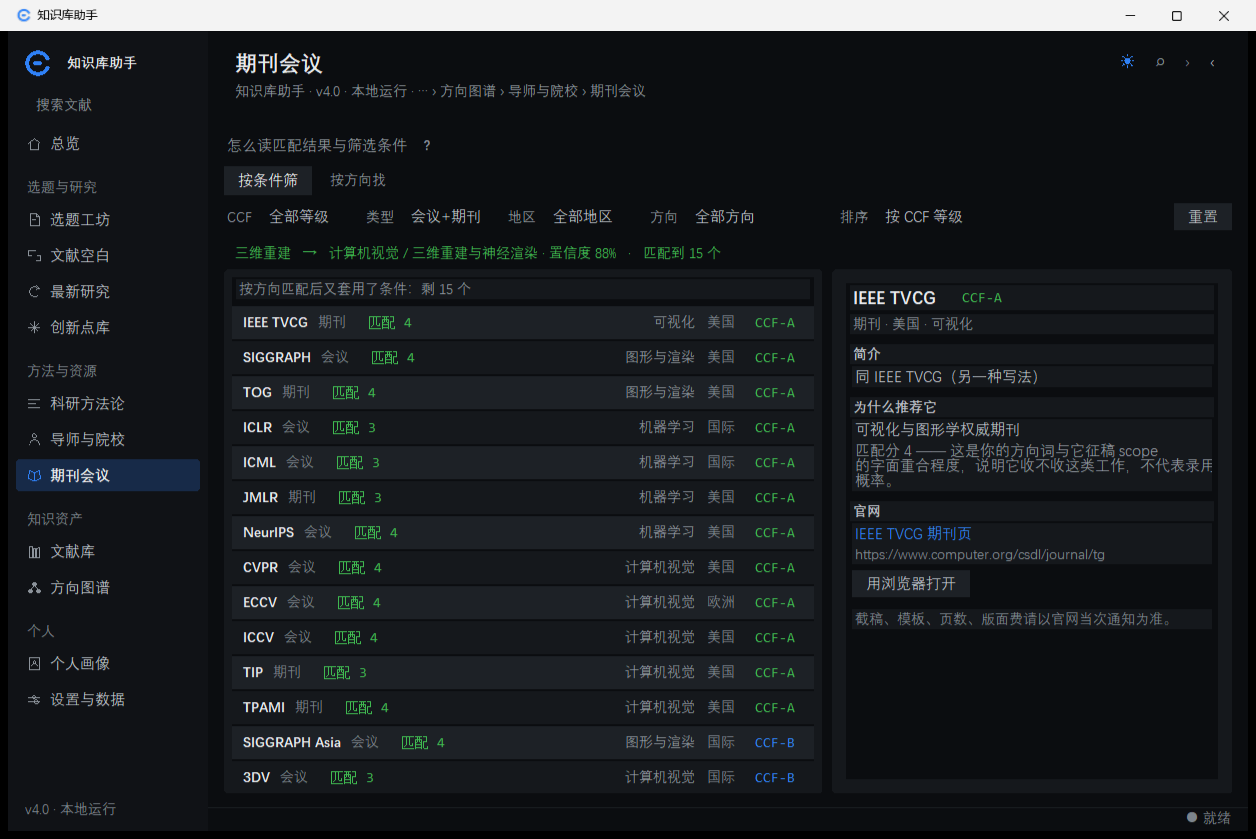 知识库助手
知识库助手
搜索文献
总览
选题与研究
选题工坊
文献空白
最新研究
创新点库
方法与资源
科研方法论
导师与院校
期刊会议
知识资产
文献库
方向图谱
个人
个人画像
设置与数据
v4.0 · 本地运行
期刊会议
知识库助手 · v4.0 · 本地运行 · ··· › 方向图谱 › 导师与院校 › 期刊会议
怎么读匹配结果与筛选条件 ?
按条件筛 按方向找
CCF 全部等级 类型 会议+期刊 地区 全部地区 方向 全部方向 排序 按 CCF 等级 重置
三维重建 → 计算机视觉 / 三维重建与神经渲染 · 置信度 88% · 匹配到 15 个
按方向匹配后又套用了条件：剩 15 个
IEEE TVCG 期刊 匹配 4 可视化 美国 CCF-A
SIGGRAPH 会议 匹配 4 图形与渲染 美国 CCF-A
TOG 期刊 匹配 4 图形与渲染 美国 CCF-A
ICLR 会议 匹配 3 机器学习 国际 CCF-A
ICML 会议 匹配 3 机器学习 国际 CCF-A
JMLR 期刊 匹配 3 机器学习 美国 CCF-A
NeurIPS 会议 匹配 4 机器学习 美国 CCF-A
CVPR 会议 匹配 4 计算机视觉 美国 CCF-A
ECCV 会议 匹配 4 计算机视觉 欧洲 CCF-A
ICCV 会议 匹配 4 计算机视觉 美国 CCF-A
TIP 期刊 匹配 3 计算机视觉 美国 CCF-A
TPAMI 期刊 匹配 4 计算机视觉 美国 CCF-A
SIGGRAPH Asia 会议 匹配 4 图形与渲染 国际 CCF-B
3DV 会议 匹配 3 计算机视觉 国际 CCF-B
IEEE TVCG CCF-A
期刊 · 美国 · 可视化
简介
同 IEEE TVCG（另一种写法）
为什么推荐它
可视化与图形学权威期刊
匹配分 4 —— 这是你的方向词与它征稿 scope
的字面重合程度，说明它收不收这类工作，不代表录用
概率。
官网
IEEE TVCG 期刊页
https://www.computer.org/csdl/journal/tg
用浏览器打开
截稿、模板、页数、版面费请以官网当次通知为准。
就绪